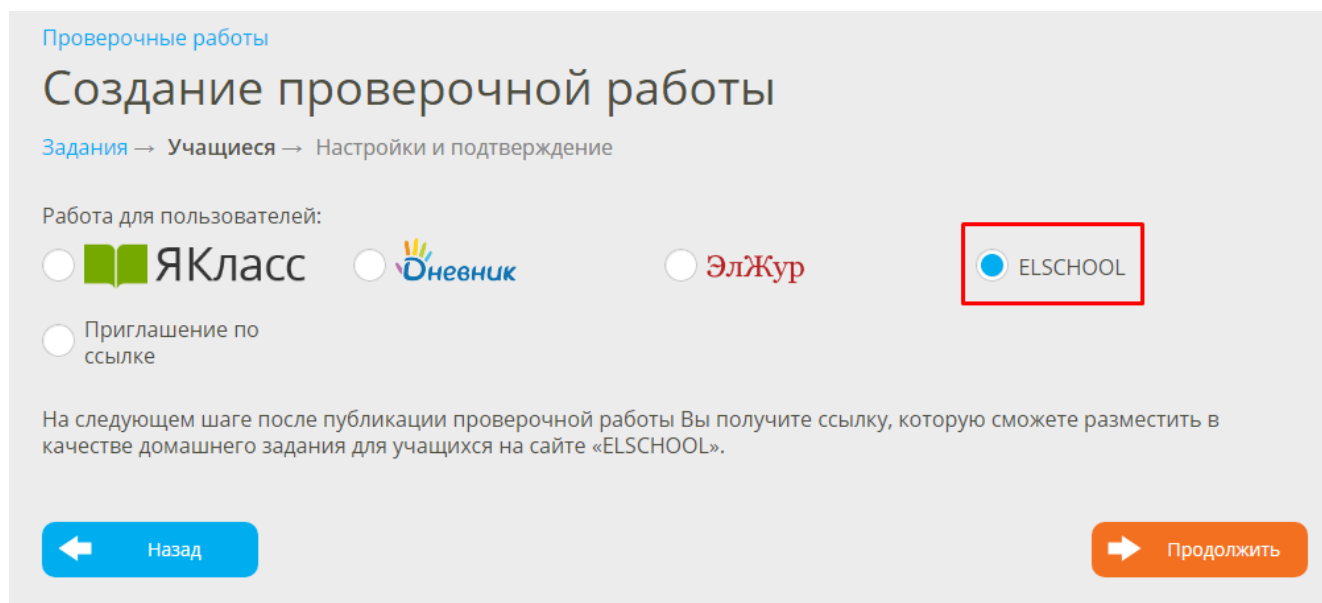 Проверочные работы
Создание проверочной работы
Задания → Учащиеся → Настройки и подтверждение
Работа для пользователей:
ЯКласс Дневник ЭлЖур ELSCHOOL
Приглашение по
ссылке
На следующем шаге после публикации проверочной работы Вы получите ссылку, которую сможете разместить в
качестве домашнего задания для учащихся на сайте «ELSCHOOL».
Назад Продолжить